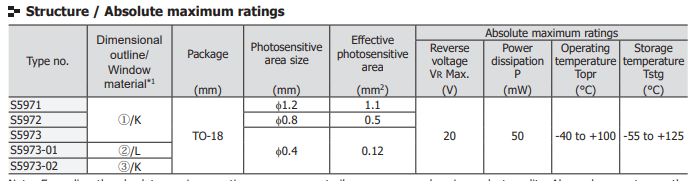 Structure / Absolute maximum ratings
Type no. Dimensional outline/ Window material*1 Package (mm) Photosensitive area size (mm) Effective photosensitive area (mm²) Absolute maximum ratings
Reverse voltage VR Max. (V) Power dissipation P (mW) Operating temperature Topr (°C) Storage temperature Tstg (°C)
S5971 ①/K TO-18 φ1.2 1.1 20 50 -40 to +100 -55 to +125
S5972 φ0.8 0.5
S5973 φ0.4 0.12
S5973-01 ②/L
S5973-02 ③/K